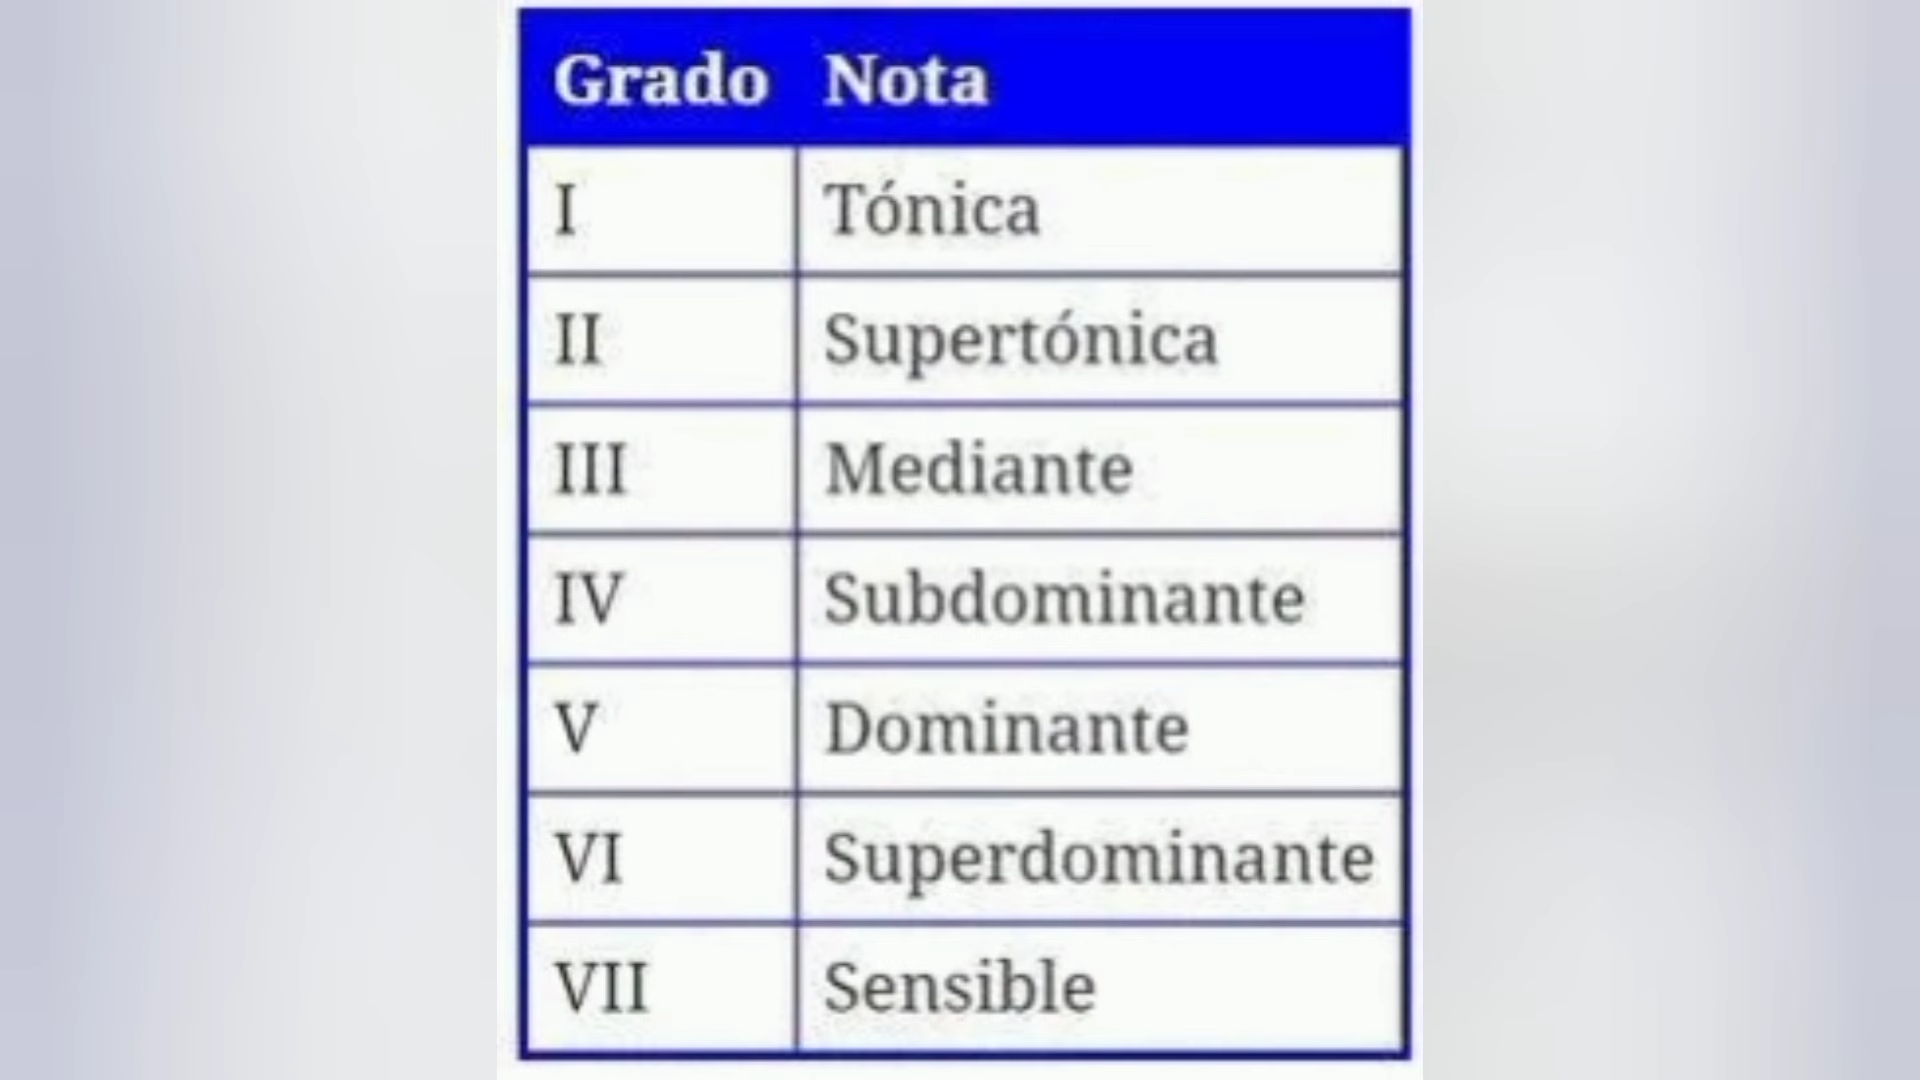 Grado Nota
I Tónica
II Supertónica
III Mediante
IV Subdominante
V Dominante
VI Superdominante
VII Sensible